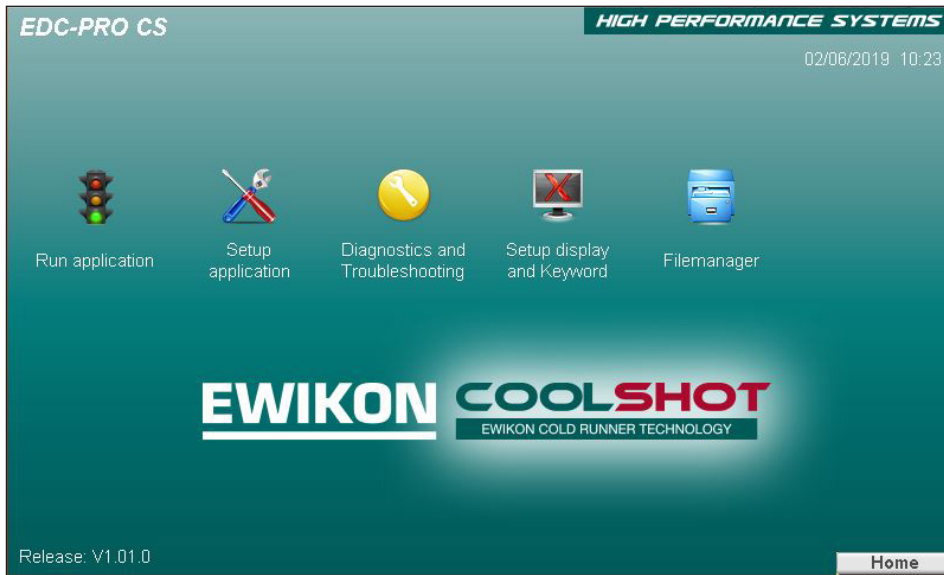 EDC-PRO CS
HIGH PERFORMANCE SYSTEMS
02/06/2019 10:23
Run application
Setup
application
Diagnostics and
Troubleshooting
Setup display
and Keyword
Filemanager
EWIKON
COOLSHOT
EWIKON COLD RUNNER TECHNOLOGY
Release: V1.01.0
Home